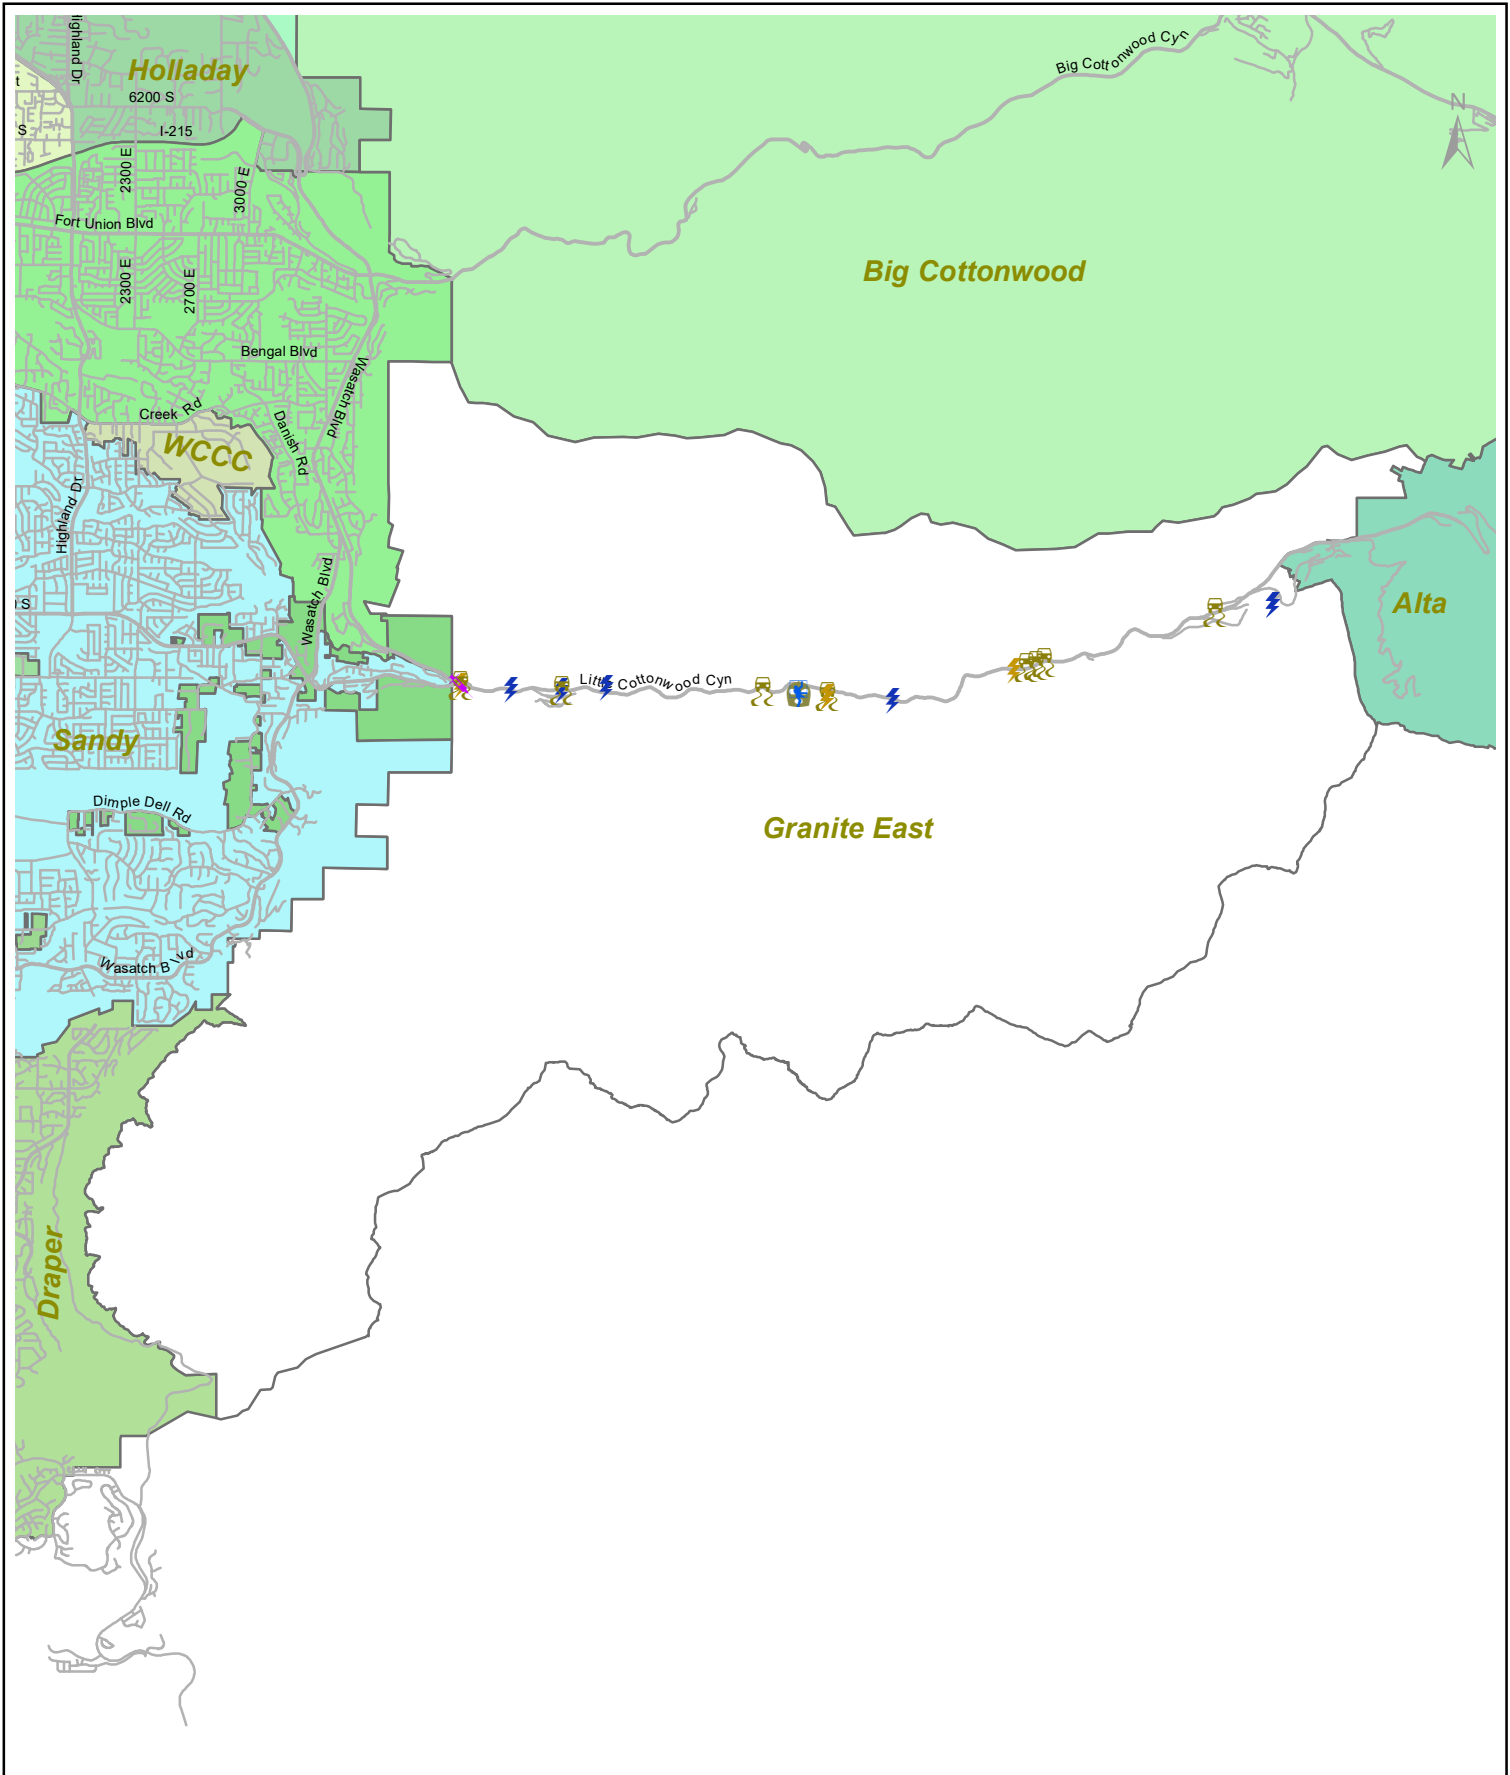 Highland Dr
Big Cottonwood Cyn
Holladay
t
6200 S
N
S
I-215
2300 E
3000 E
Fort Union Blvd
Big Cottonwood
2300 E
2700 E
Bengal Blvd
Wasatch Blvd
Creek Rd
Danish Rd
WCCC
Highland Dr
Wasatch Blvd
S
Alta
Little Cottonwood Cyn
Sandy
Dimple Dell Rd
Granite East
Wasatch Blvd
Draper